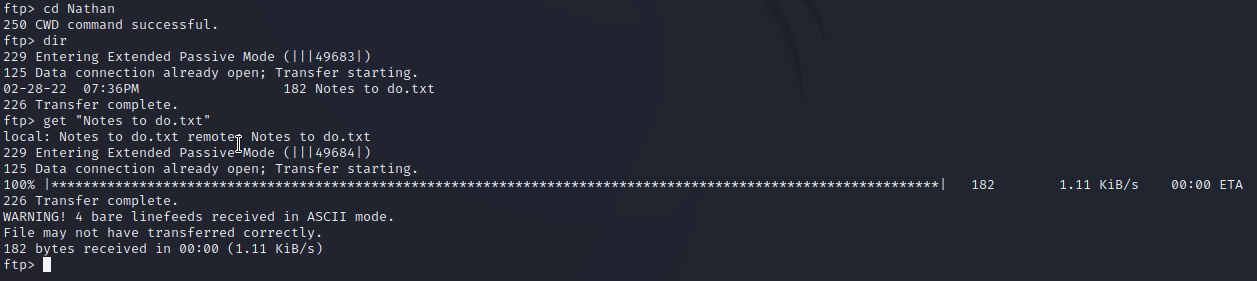 ftp> cd Nathan
250 CWD command successful.
ftp> dir
229 Entering Extended Passive Mode (|||49683|)
125 Data connection already open; Transfer starting.
02-28-22  07:36PM                  182 Notes to do.txt
226 Transfer complete.
ftp> get "Notes to do.txt"
local: Notes to do.txt remote: Notes to do.txt
229 Entering Extended Passive Mode (|||49684|)
125 Data connection already open; Transfer starting.
100% |***************************************************************************************************************|   182        1.11 KiB/s    00:00 ETA
226 Transfer complete.
WARNING! 4 bare linefeeds received in ASCII mode.
File may not have transferred correctly.
182 bytes received in 00:00 (1.11 KiB/s)
ftp>